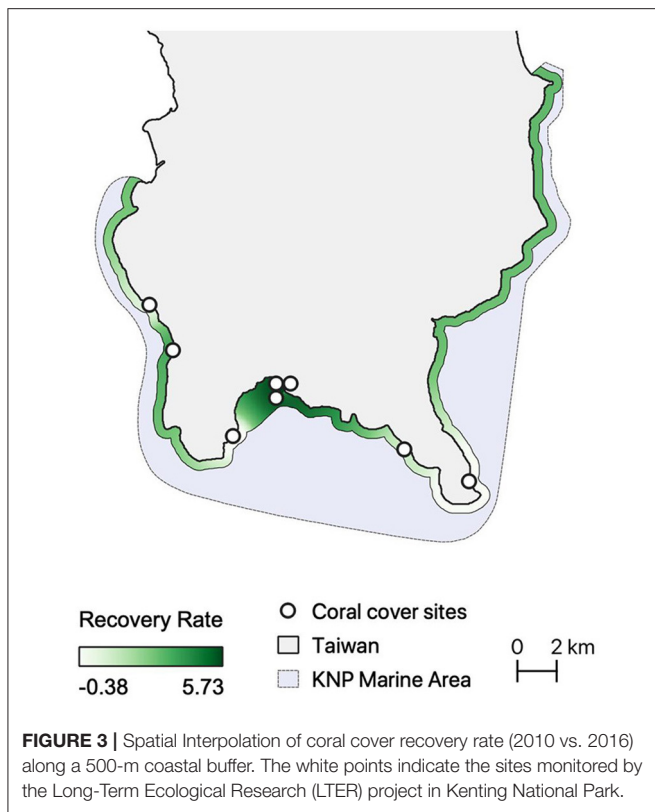 Recovery Rate
-0.38 5.73
Coral cover sites
Taiwan
KNP Marine Area
0 2 km
FIGURE 3 | Spatial Interpolation of coral cover recovery rate (2010 vs. 2016)
along a 500-m coastal buffer. The white points indicate the sites monitored by
the Long-Term Ecological Research (LTER) project in Kenting National Park.